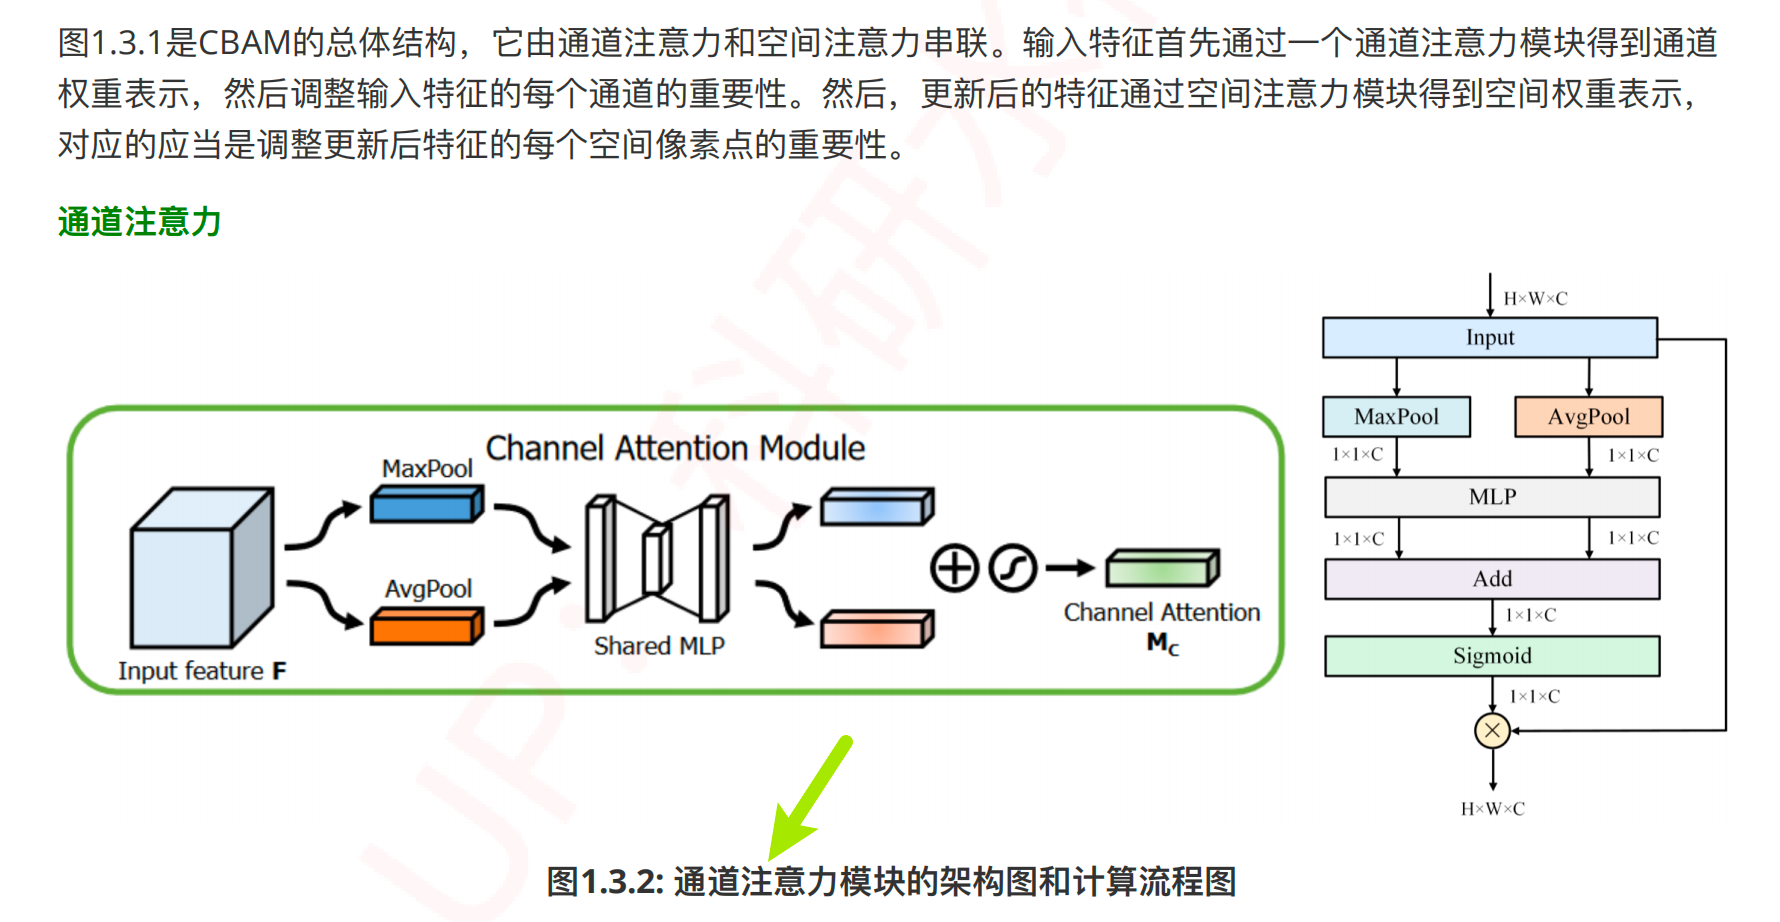 图1.3.1是CBAM的总体结构，它由通道注意力和空间注意力串联。输入特征首先通过一个通道注意力模块得到通道
权重表示，然后调整输入特征的每个通道的重要性。然后，更新后的特征通过空间注意力模块得到空间权重表示，
对应的应当是调整更新后特征的每个空间像素点的重要性。
通道注意力
Channel Attention Module
MaxPool
AvgPool
Input feature F
Shared MLP
Channel Attention
Mc
H×W×C
Input
MaxPool
AvgPool
1×1×C
1×1×C
MLP
1×1×C
1×1×C
Add
1×1×C
Sigmoid
1×1×C
H×W×C
图1.3.2: 通道注意力模块的架构图和计算流程图
UP：科研水